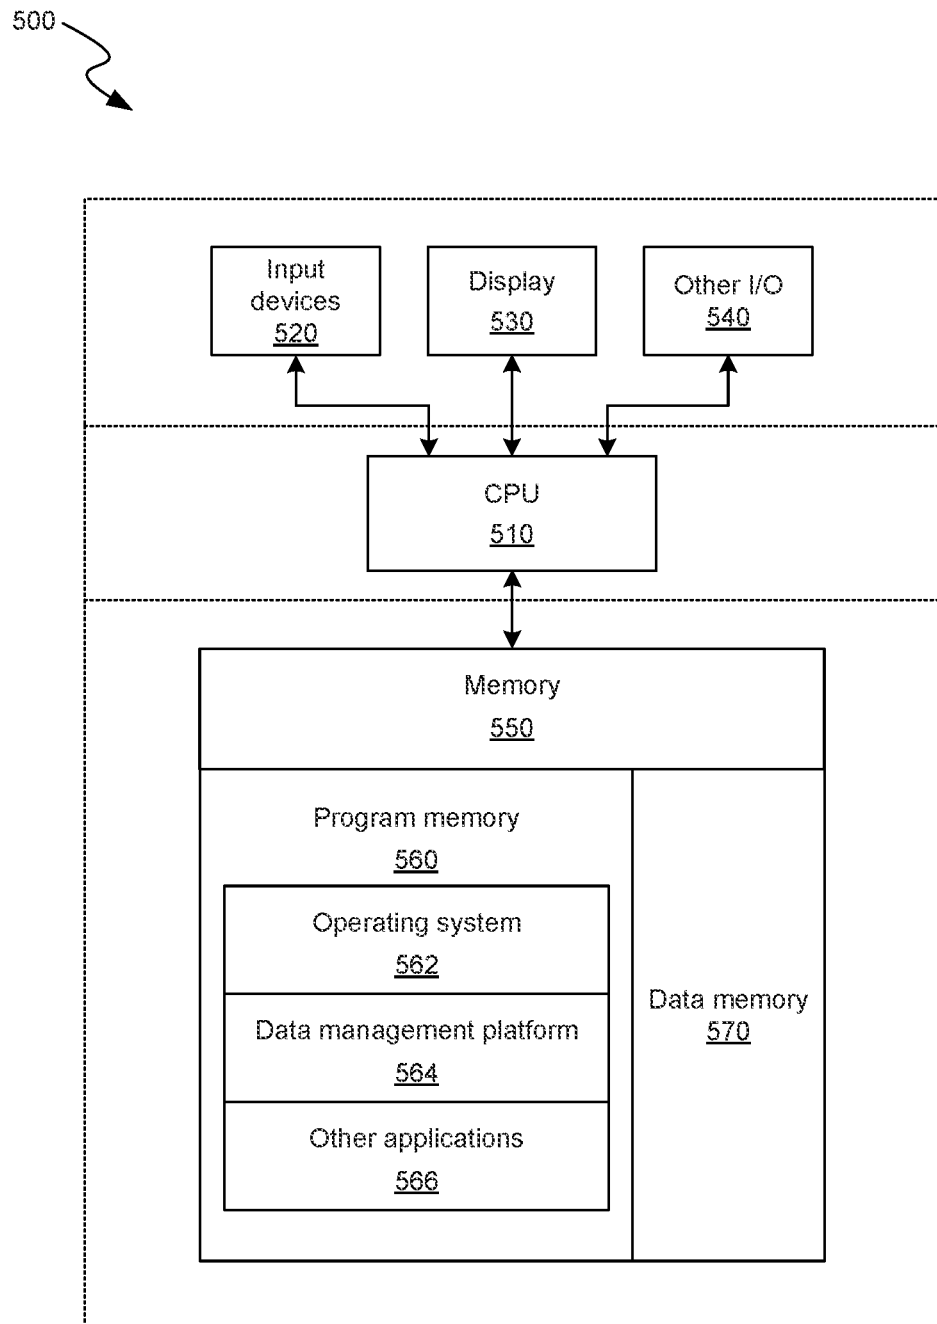 500
Input
devices
520
Display
530
Other I/O
540
CPU
510
Memory
550
Program memory
560
Operating system
562
Data management platform
564
Other applications
566
Data memory
570